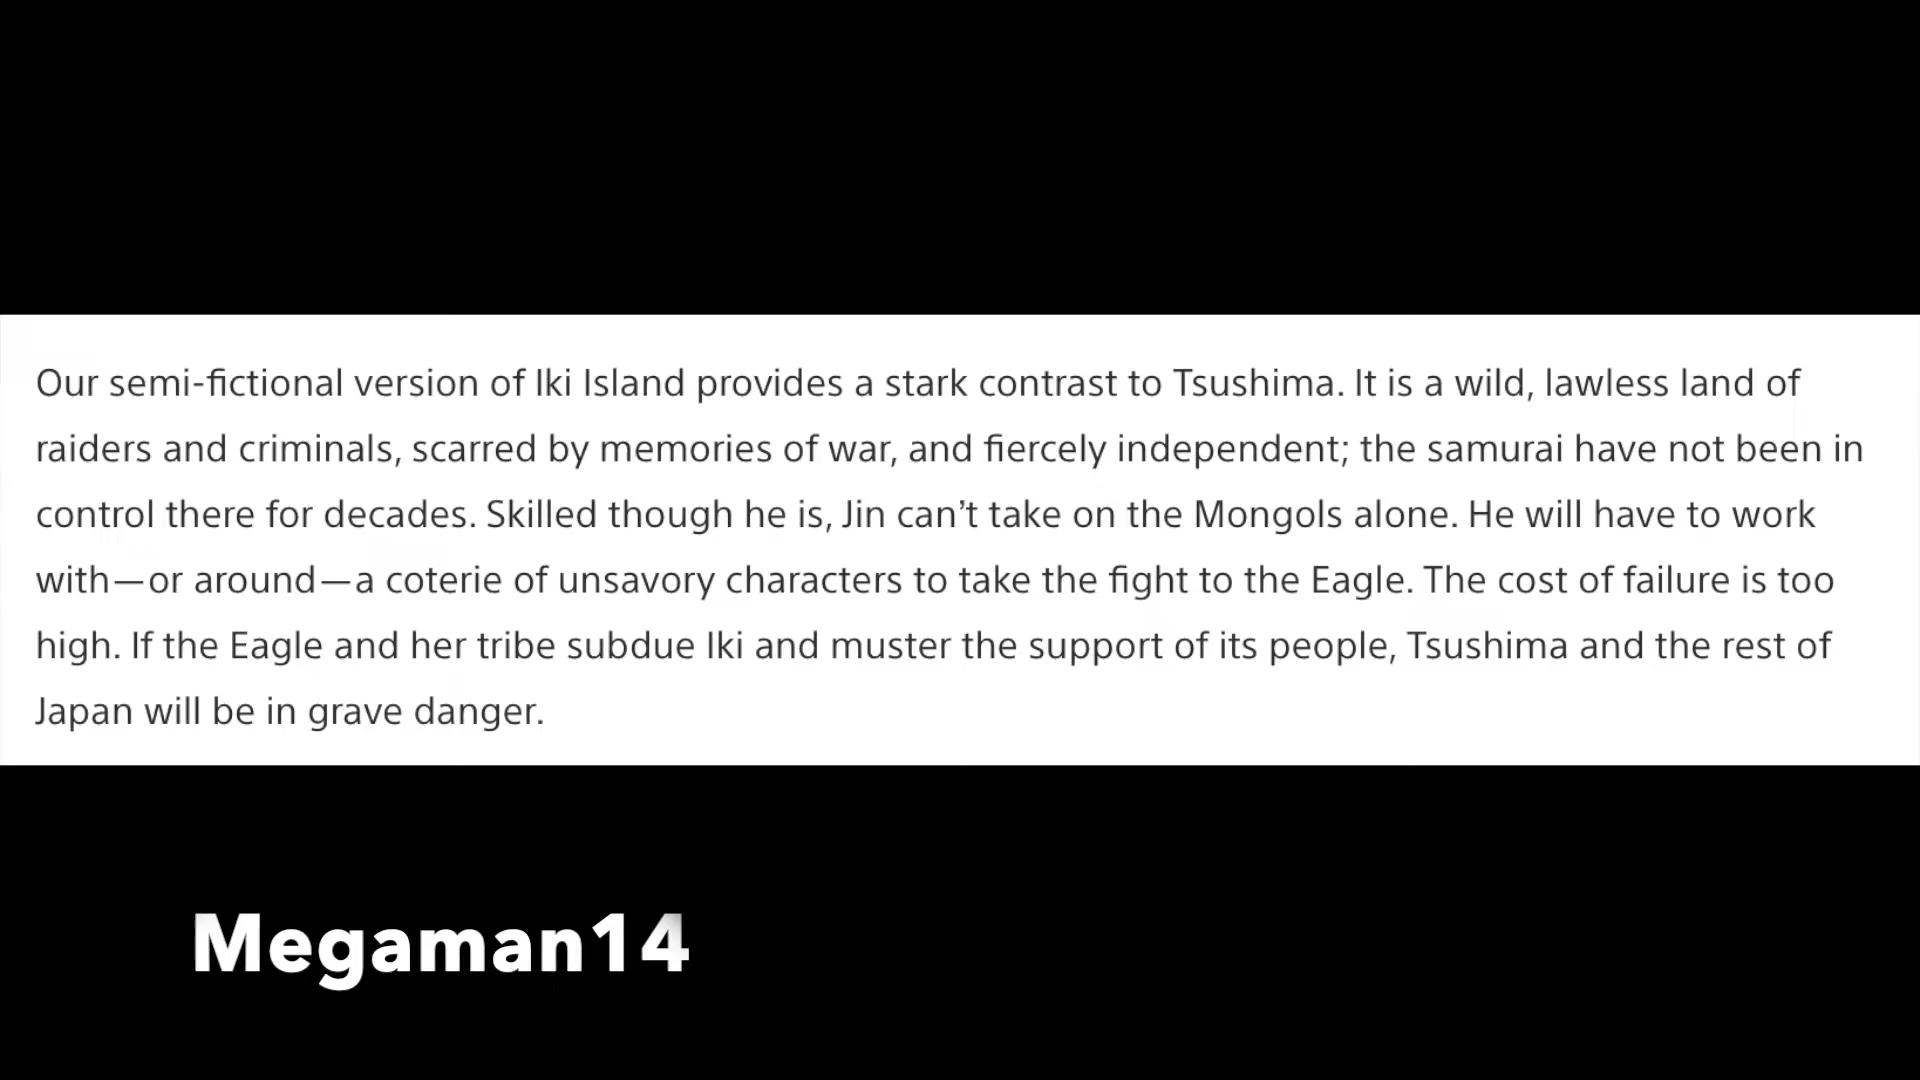 Our semi-fictional version of Iki Island provides a stark contrast to Tsushima. It is a wild, lawless land of
raiders and criminals, scarred by memories of war, and fiercely independent; the samurai have not been in
control there for decades. Skilled though he is, Jin can’t take on the Mongols alone. He will have to work
with—or around—a coterie of unsavory characters to take the fight to the Eagle. The cost of failure is too
high. If the Eagle and her tribe subdue Iki and muster the support of its people, Tsushima and the rest of
Japan will be in grave danger.
Megaman14